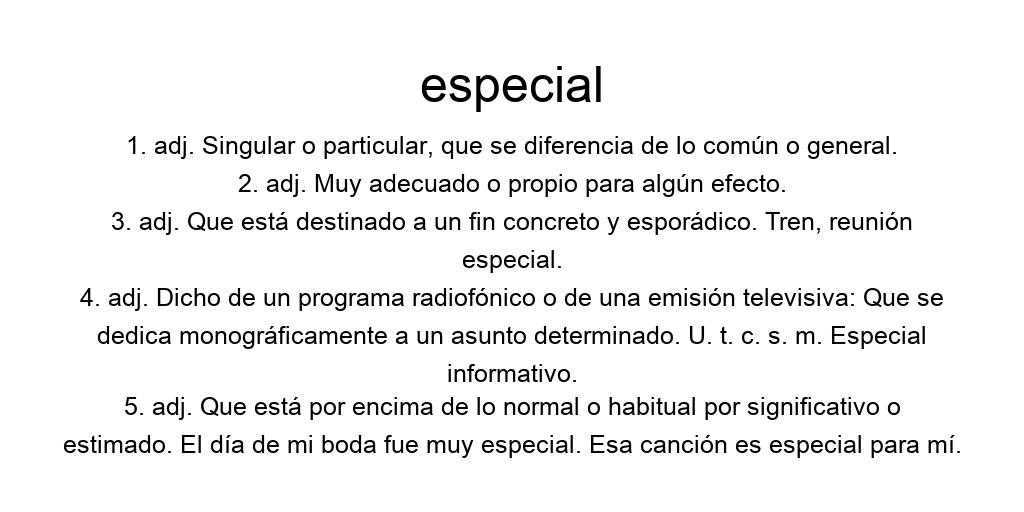 especial
1. adj. Singular o particular, que se diferencia de lo común o general.
2. adj. Muy adecuado o propio para algún efecto.
3. adj. Que está destinado a un fin concreto y esporádico. Tren, reunión
especial.
4. adj. Dicho de un programa radiofónico o de una emisión televisiva: Que se
dedica monográficamente a un asunto determinado. U. t. c. s. m. Especial
informativo.
5. adj. Que está por encima de lo normal o habitual por significativo o
estimado. El día de mi boda fue muy especial. Esa canción es especial para mí.